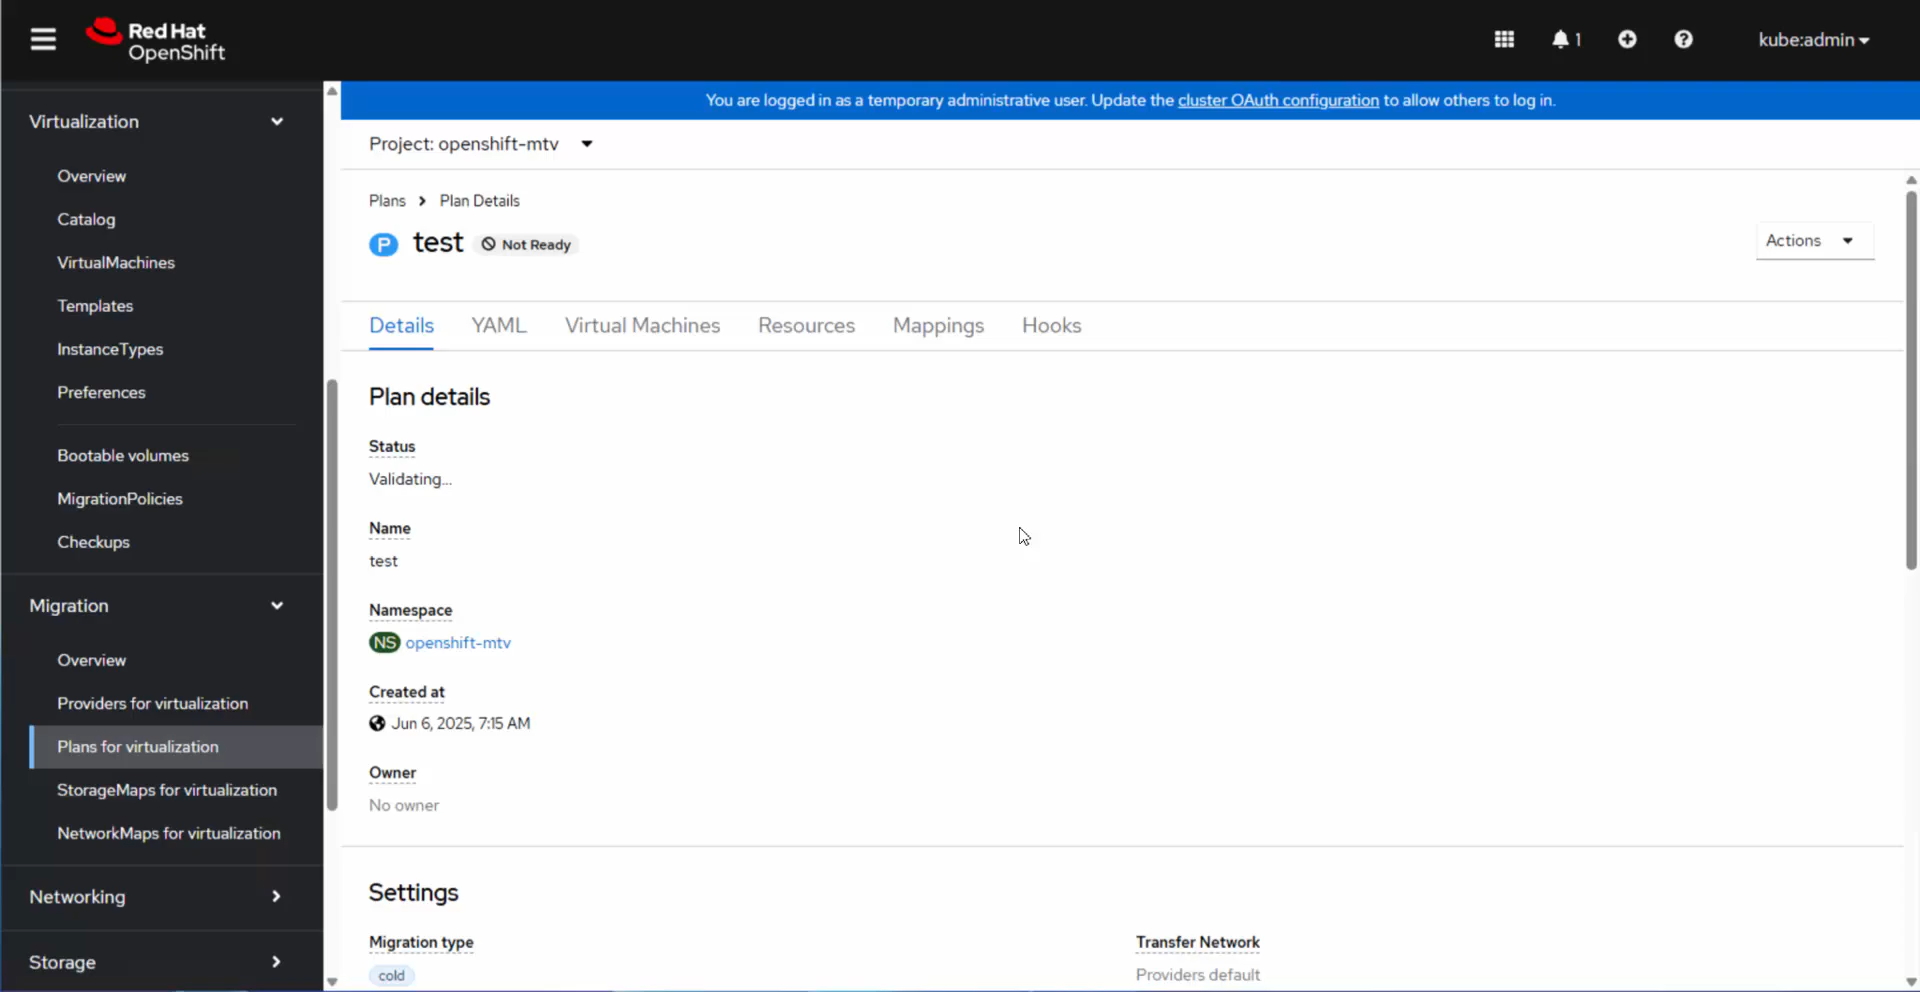 Red Hat
OpenShift
1
kube:admin
You are logged in as a temporary administrative user. Update the cluster OAuth configuration to allow others to log in.
Virtualization
Overview
Catalog
VirtualMachines
Templates
InstanceTypes
Preferences
Bootable volumes
MigrationPolicies
Checkups
Migration
Overview
Providers for virtualization
Plans for virtualization
StorageMaps for virtualization
NetworkMaps for virtualization
Networking
Storage
Project: openshift-mtv
Plans
Plan Details
P test Not Ready
Actions
Details YAML Virtual Machines Resources Mappings Hooks
Plan details
Status
Validating...
Name
test
Namespace
NS openshift-mtv
Created at
Jun 6, 2025, 7:15 AM
Owner
No owner
Settings
Migration type
cold
Transfer Network
Providers default